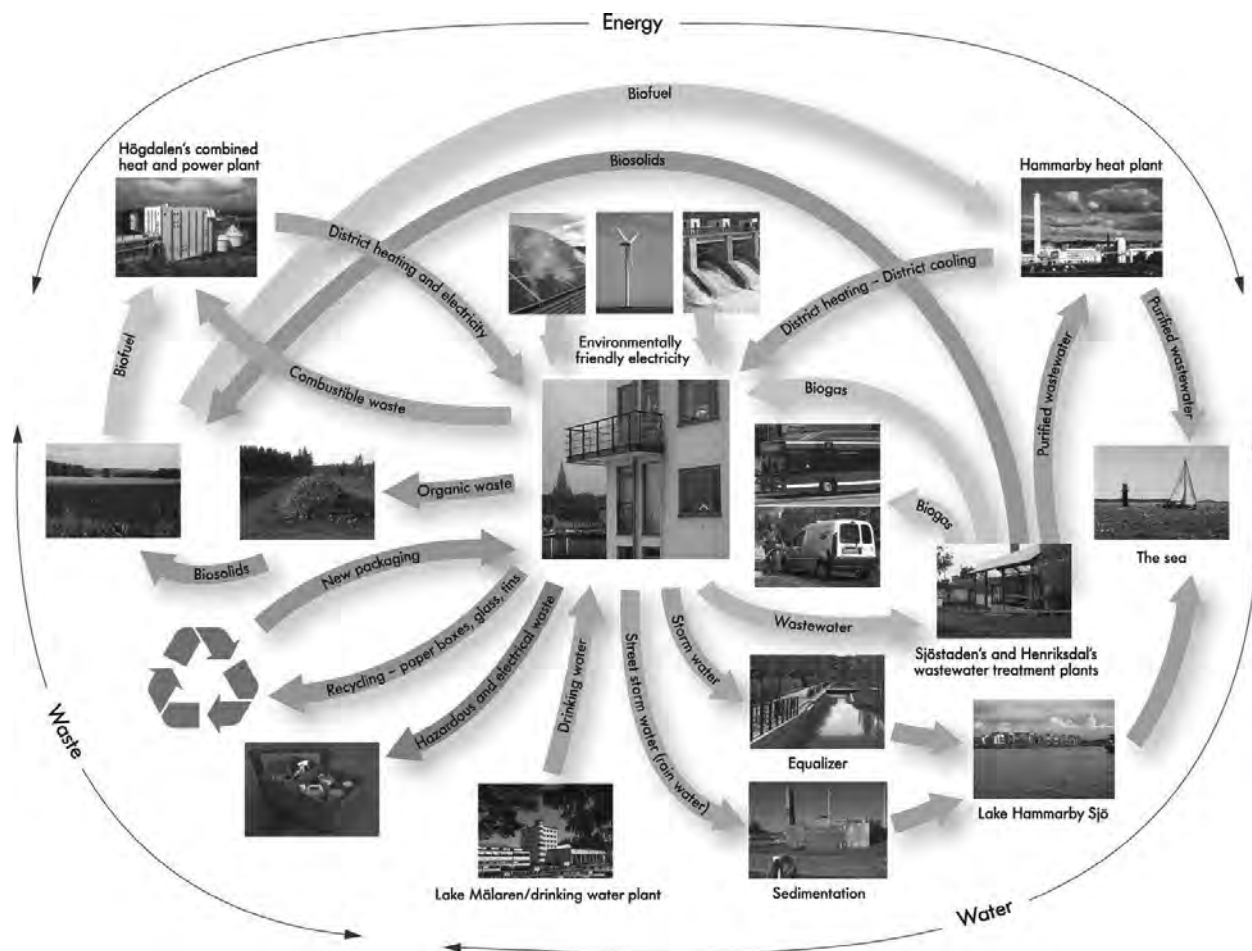 Energy
Biofuel
Högdalen's combined
heat and power plant
Biosolids
Hammarby heat plant
District heating and electricity
District heating – District cooling
Environmentally
friendly electricity
Biofuel
Combustible waste
Biogas
Purified wastewater
Purified wastewater
Organic waste
Biogas
The sea
Biosolids
New packaging
Wastewater
Sjöstaden's and Henriksdal's
wastewater treatment plants
Recycling – paper boxes, glass, tins
Hazardous and electrical waste
Drinking water
Street storm water (rain water)
Storm water
Equalizer
Lake Hammarby Sjö
Waste
Lake Mälaren/drinking water plant
Sedimentation
Water